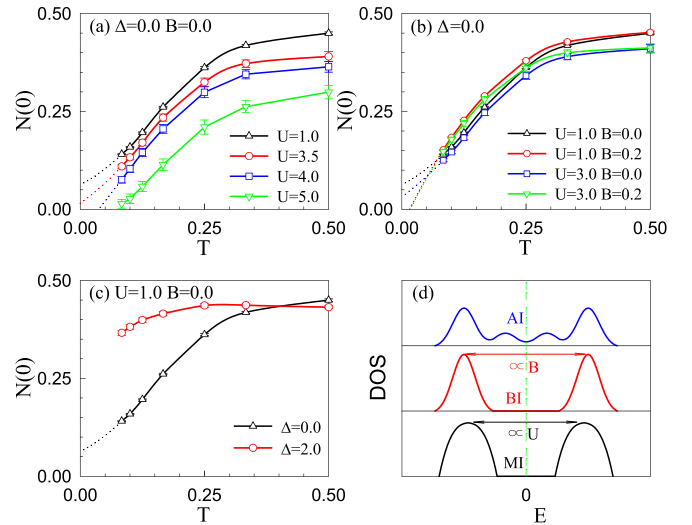 (a) Δ=0.0 B=0.0
N(0)
0.50
0.25
0.00
U=1.0
U=3.5
U=4.0
U=5.0
0.00 0.25 0.50
T
(b) Δ=0.0
N(0)
0.50
0.25
0.00
U=1.0 B=0.0
U=1.0 B=0.2
U=3.0 B=0.0
U=3.0 B=0.2
0.00 0.25 0.50
T
(c) U=1.0 B=0.0
N(0)
0.50
0.25
0.00
Δ=0.0
Δ=2.0
0.00 0.25 0.50
T
(d)
DOS
AI
∝ B
BI
∝ U
MI
0
E